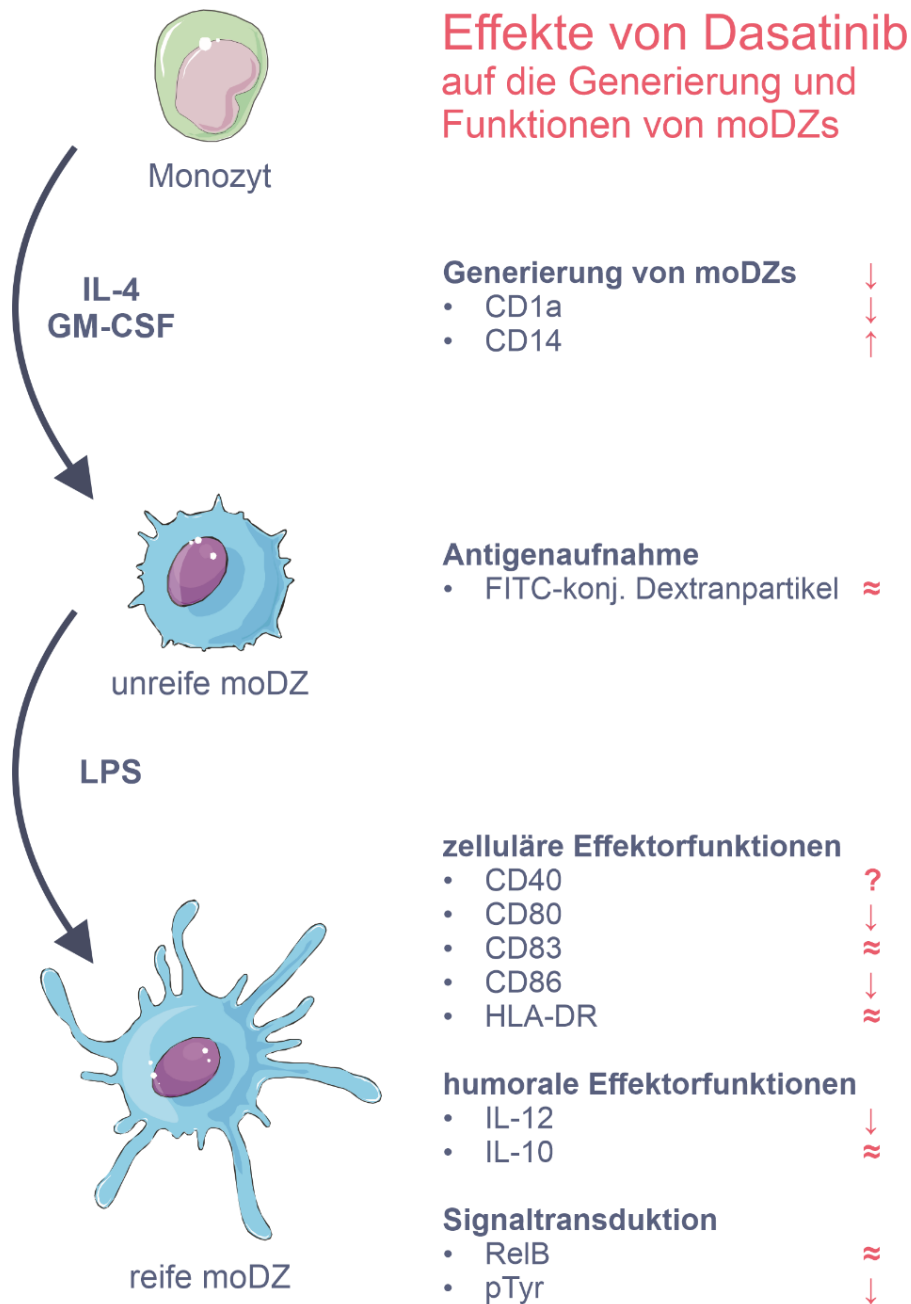 Effekte von Dasatinib
auf die Generierung und
Funktionen von moDZs
Monozyt
IL-4
GM-CSF
Generierung von moDZs ↓
• CD1a ↓
• CD14 ↑
unreife moDZ
Antigenaufnahme
• FITC-konj. Dextranpartikel ≈
LPS
zelluläre Effektorfunktionen
• CD40 ?
• CD80 ↓
• CD83 ≈
• CD86 ↓
• HLA-DR ≈
humorale Effektorfunktionen
• IL-12 ↓
• IL-10 ≈
Signaltransduktion
• RelB ≈
• pTyr ↓
reife moDZ